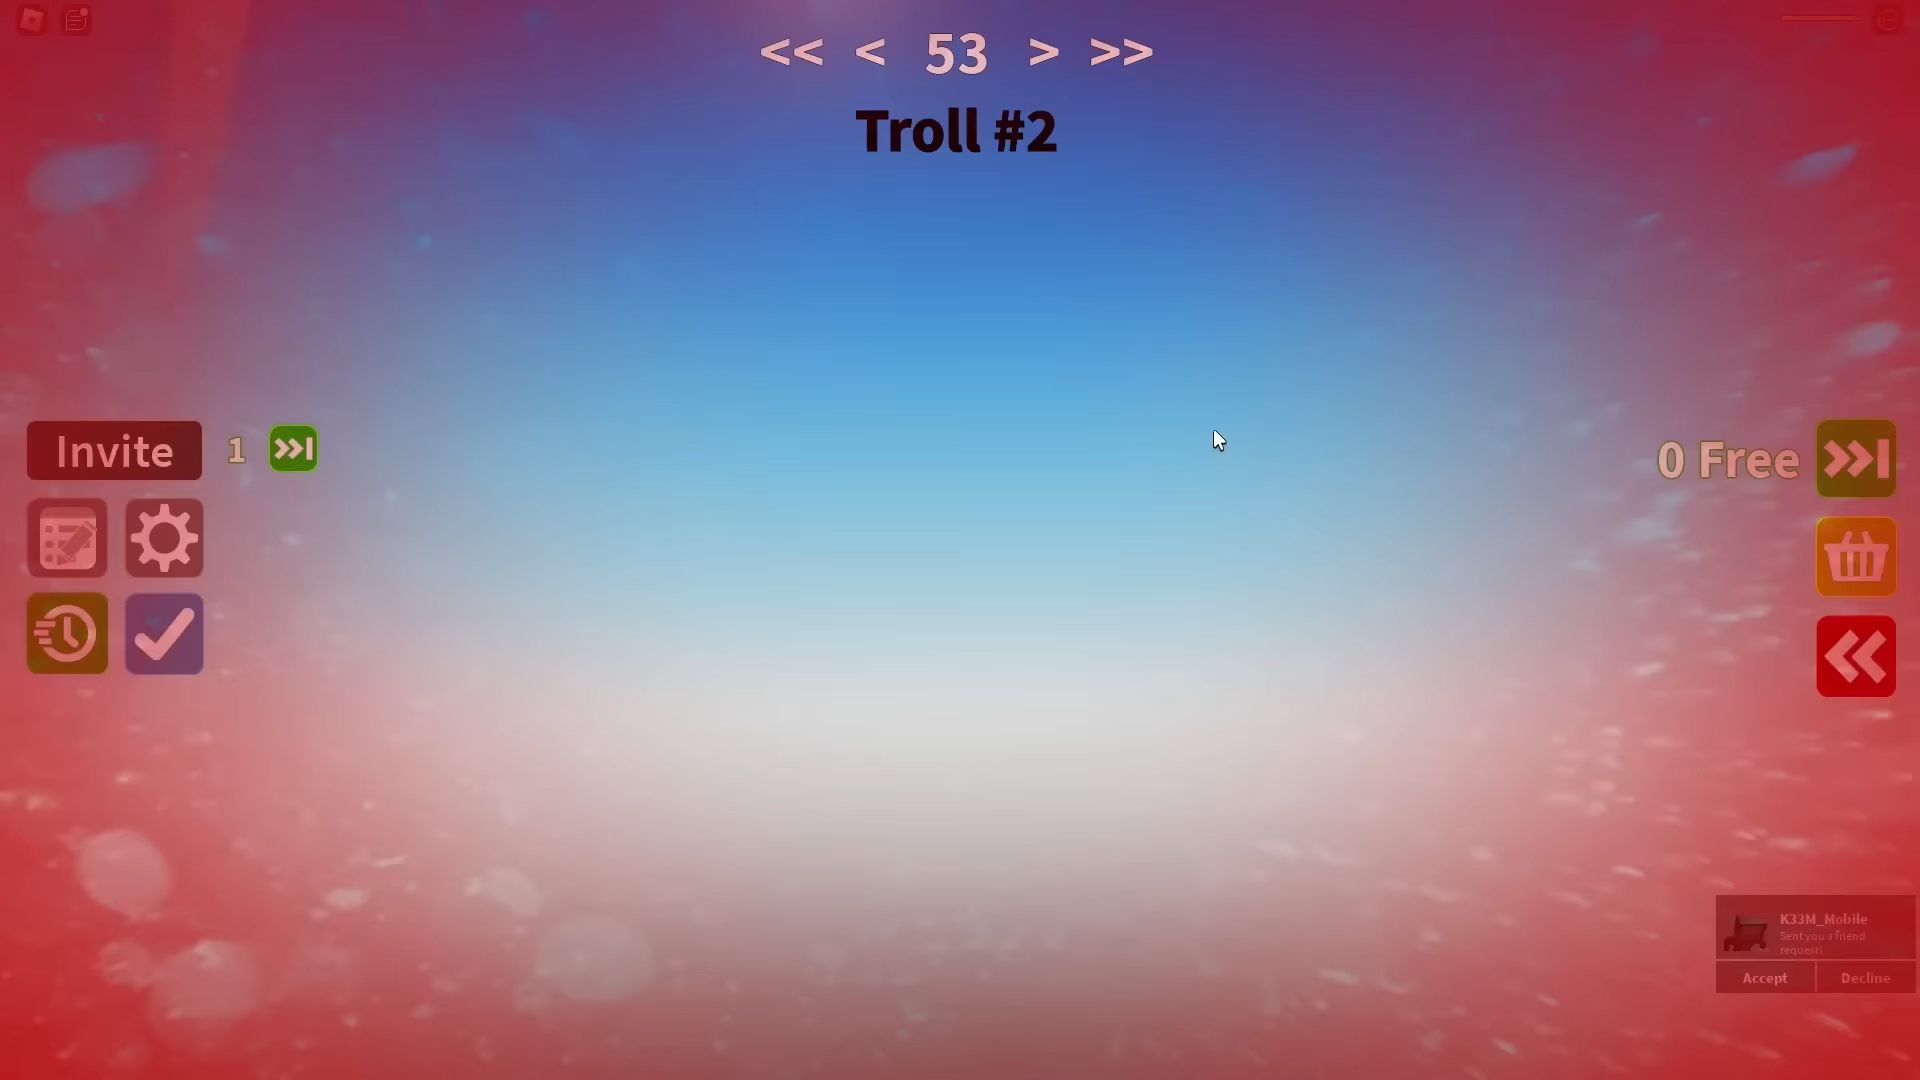 << < 53 > >>
Troll #2
Invite 1
0 Free
K33M_Mobile
Sent you a friend
request!
Accept Decline